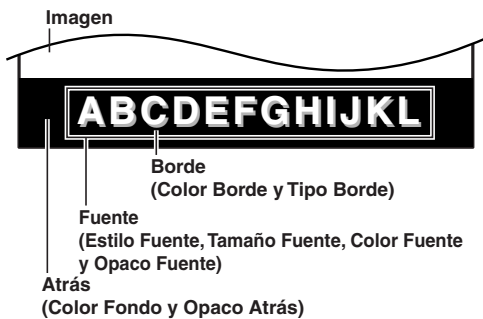 Imagen
ABCDEFGHIJKL
Borde
(Color Borde y Tipo Borde)
Fuente
(Estilo Fuente, Tamaño Fuente, Color Fuente
y Opaco Fuente)
Atrás
(Color Fondo y Opaco Atrás)